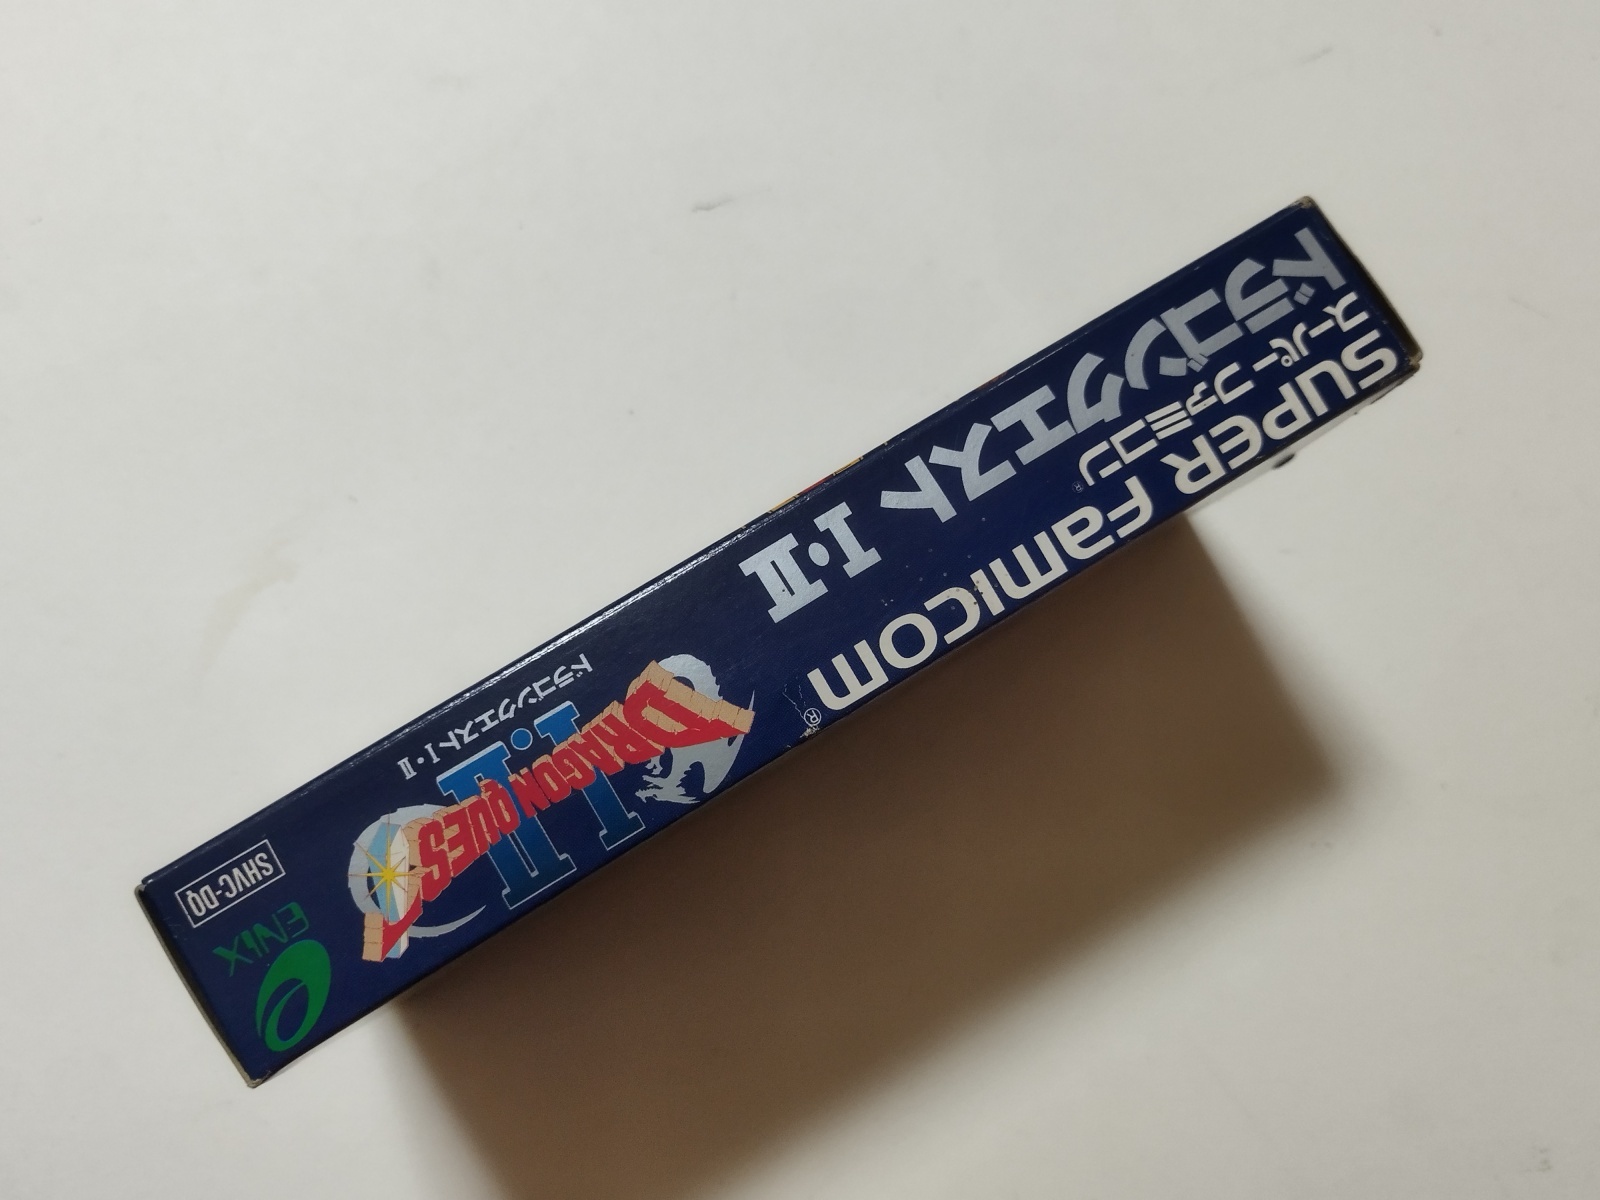 SUPER Famicom®
スーパーファミコン®
ドラゴンクエスト I・II
DRAGON QUEST
I・II
ドラゴンクエスト I・II
ENIX
SHVC-DQ